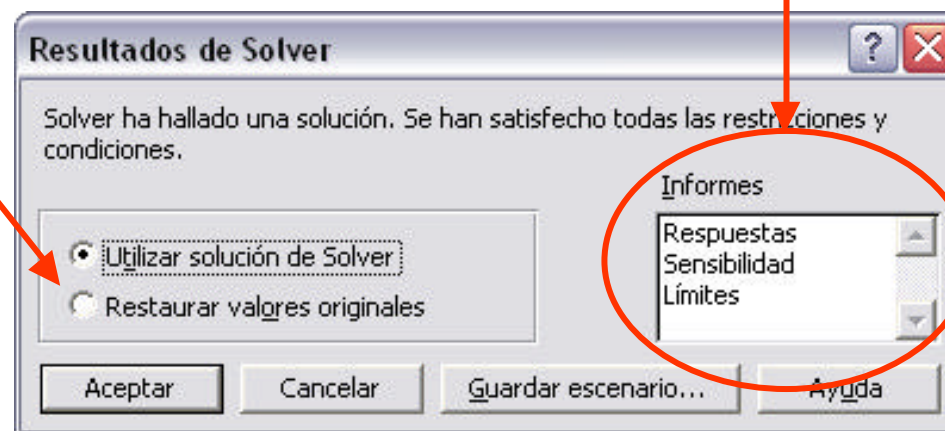 Resultados de Solver
Solver ha hallado una solución. Se han satisfecho todas las restricciones y
condiciones.
Informes
Respuestas
Sensibilidad
Límites
Utilizar solución de Solver
Restaurar valores originales
Aceptar
Cancelar
Guardar escenario...
Ayuda